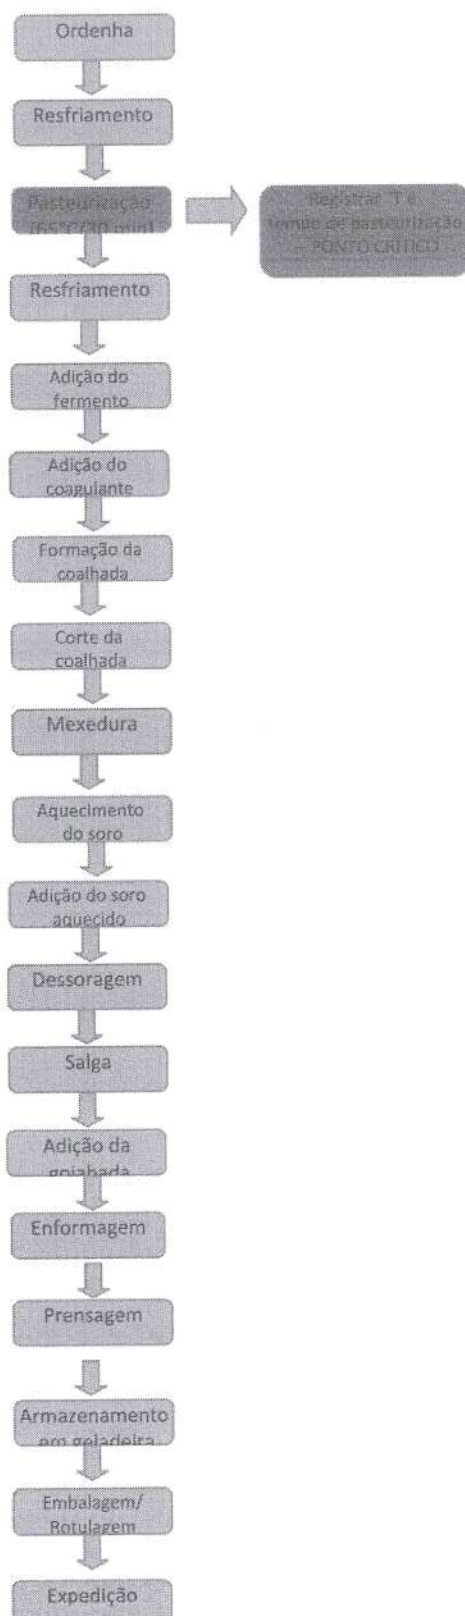 Ordenha
Resfriamento
Pasteurização
(65°C/30 min)
Registrar T e
tempo de pasteurização
– PONTO CRÍTICO
Resfriamento
Adição do
fermento
Adição do
coagulante
Formação da
coalhada
Corte da
coalhada
Mexedura
Aquecimento
do soro
Adição do soro
aquecido
Dessoragem
Salga
Adição da
goiabada
Enformagem
Prensagem
Armazenamento
em geladeira
Embalagem/
Rotulagem
Expedição